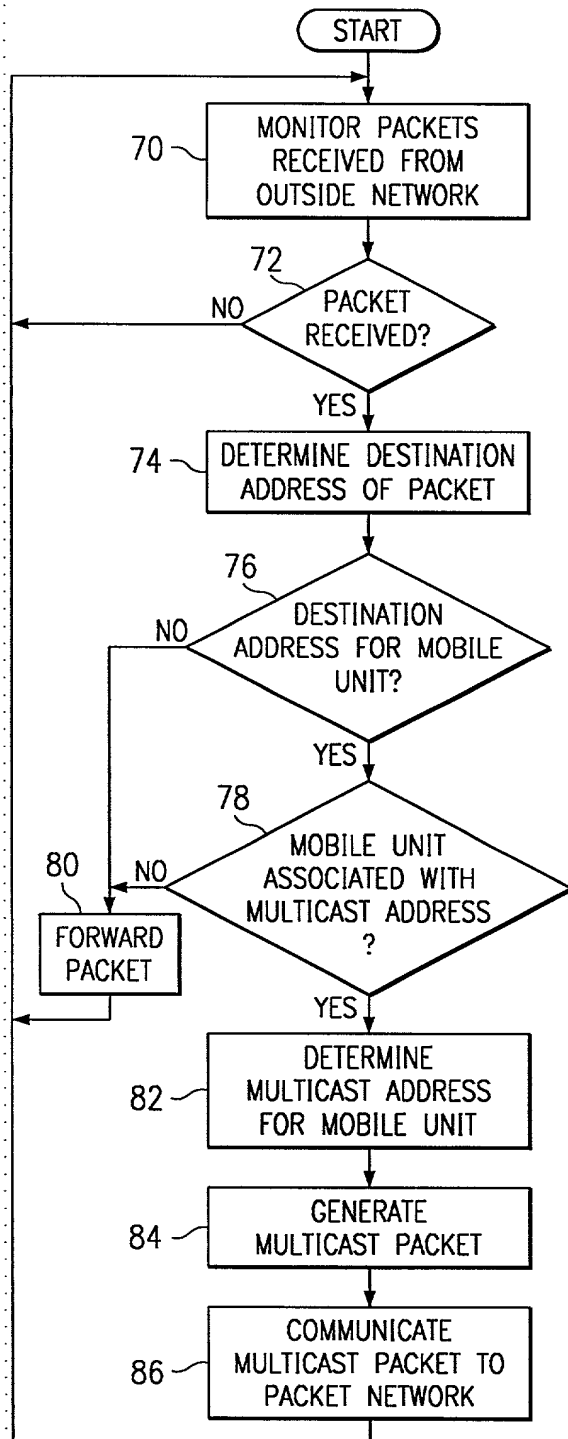 START
70
MONITOR PACKETS
RECEIVED FROM
OUTSIDE NETWORK
72
NO
PACKET
RECEIVED?
YES
74
DETERMINE DESTINATION
ADDRESS OF PACKET
76
NO
DESTINATION
ADDRESS FOR MOBILE
UNIT?
YES
78
NO
MOBILE UNIT
ASSOCIATED WITH
MULTICAST ADDRESS
?
80
FORWARD
PACKET
YES
82
DETERMINE
MULTICAST ADDRESS
FOR MOBILE UNIT
84
GENERATE
MULTICAST PACKET
86
COMMUNICATE
MULTICAST PACKET TO
PACKET NETWORK